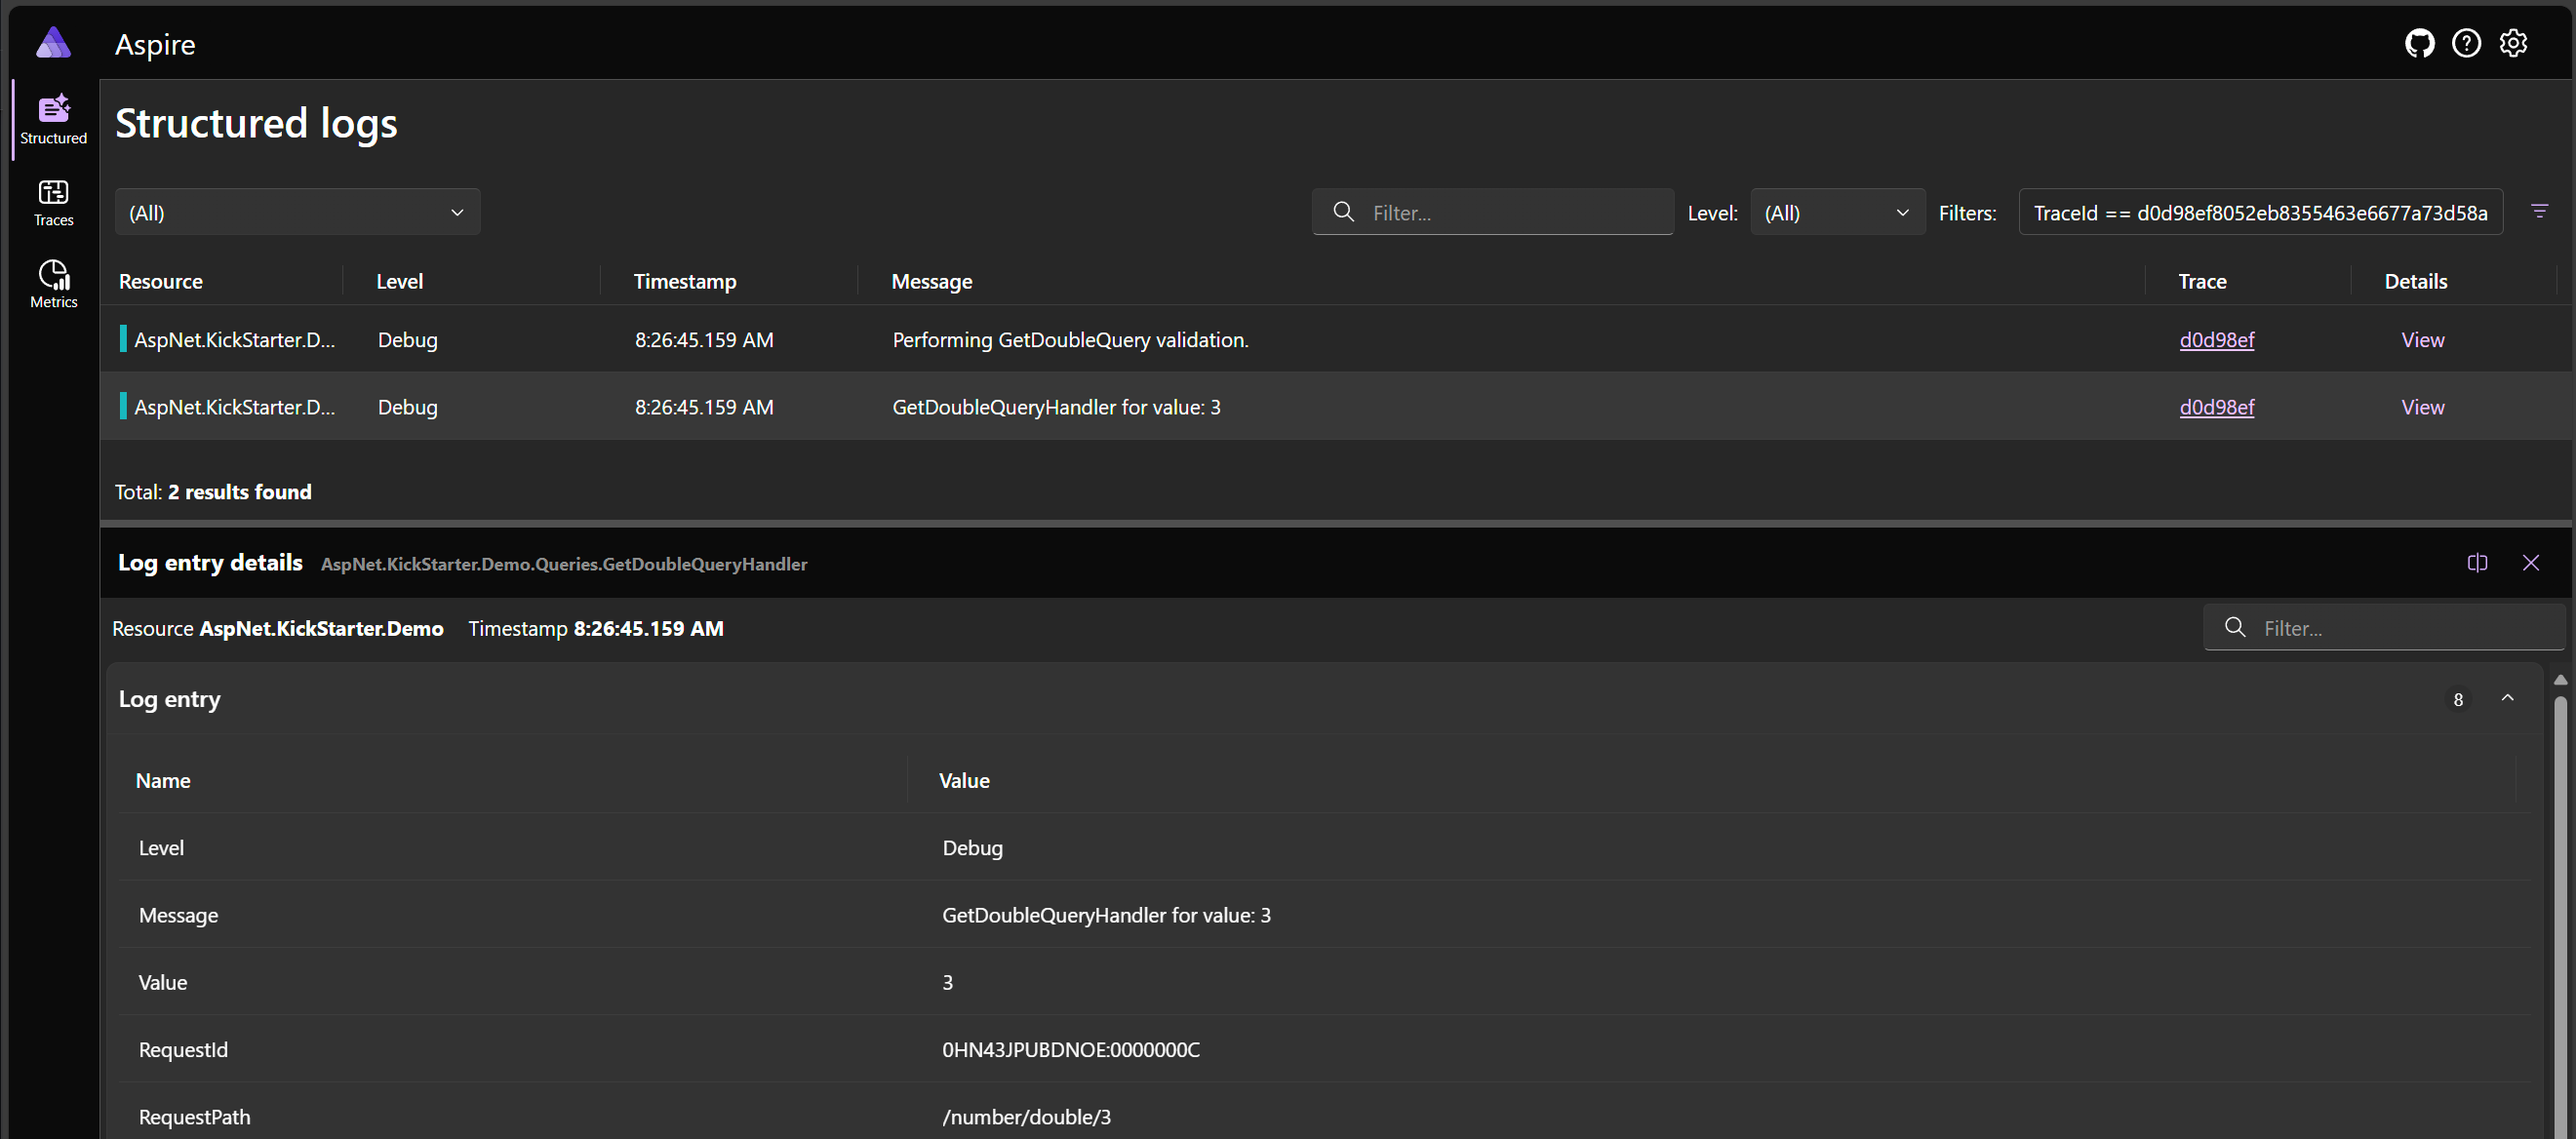 Aspire
Structured
Traces
Metrics
Structured logs
(All) Filter... Level: (All) Filters: TraceId == d0d98ef8052eb8355463e6677a73d58a
Resource Level Timestamp Message Trace Details
AspNet.KickStarter.D... Debug 8:26:45.159 AM Performing GetDoubleQuery validation. d0d98ef View
AspNet.KickStarter.D... Debug 8:26:45.159 AM GetDoubleQueryHandler for value: 3 d0d98ef View
Total: 2 results found
Log entry details AspNet.KickStarter.Demo.Queries.GetDoubleQueryHandler
Resource AspNet.KickStarter.Demo Timestamp 8:26:45.159 AM Filter...
Log entry 8
Name Value
Level Debug
Message GetDoubleQueryHandler for value: 3
Value 3
RequestId 0HN43JPUBDNOE:0000000C
RequestPath /number/double/3